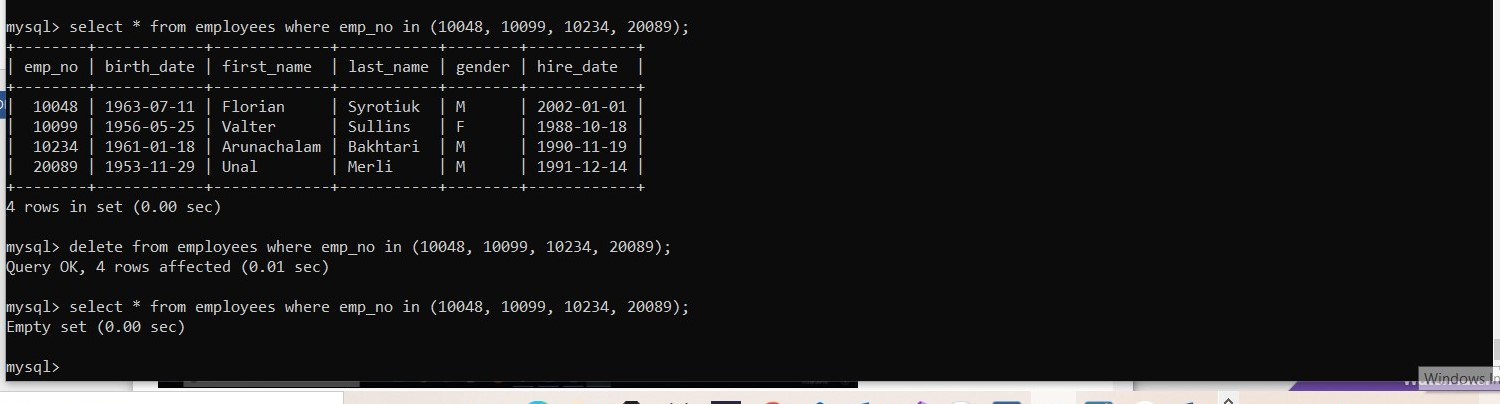 mysql> select * from employees where emp_no in (10048, 10099, 10234, 20089);
+--------+------------+-------------+-----------+--------+------------+
| emp_no | birth_date | first_name  | last_name | gender | hire_date  |
+--------+------------+-------------+-----------+--------+------------+
|  10048 | 1963-07-11 | Florian     | Syrotiuk  | M      | 2002-01-01 |
|  10099 | 1956-05-25 | Valter      | Sullins   | F      | 1988-10-18 |
|  10234 | 1961-01-18 | Arunachalam | Bakhtari  | M      | 1990-11-19 |
|  20089 | 1953-11-29 | Unal        | Merli     | M      | 1991-12-14 |
+--------+------------+-------------+-----------+--------+------------+
4 rows in set (0.00 sec)
mysql> delete from employees where emp_no in (10048, 10099, 10234, 20089);
Query OK, 4 rows affected (0.01 sec)
mysql> select * from employees where emp_no in (10048, 10099, 10234, 20089);
Empty set (0.00 sec)
mysql>
Windows In